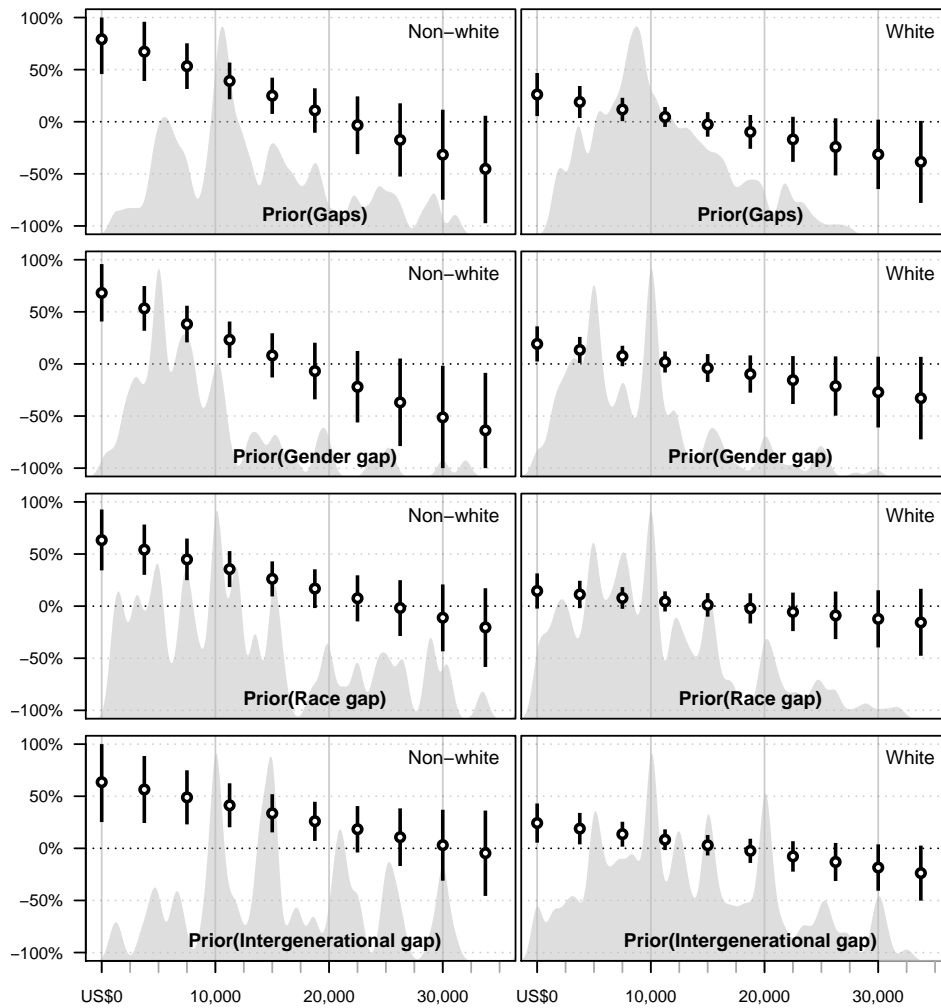 100%
50%
0%
−50%
−100%
Non−white
Prior(Gaps)
White
Prior(Gaps)
100%
50%
0%
−50%
−100%
Non−white
Prior(Gender gap)
White
Prior(Gender gap)
100%
50%
0%
−50%
−100%
Non−white
Prior(Race gap)
White
Prior(Race gap)
100%
50%
0%
−50%
−100%
Non−white
Prior(Intergenerational gap)
White
Prior(Intergenerational gap)
US$0 10,000 20,000 30,000 US$0 10,000 20,000 30,000